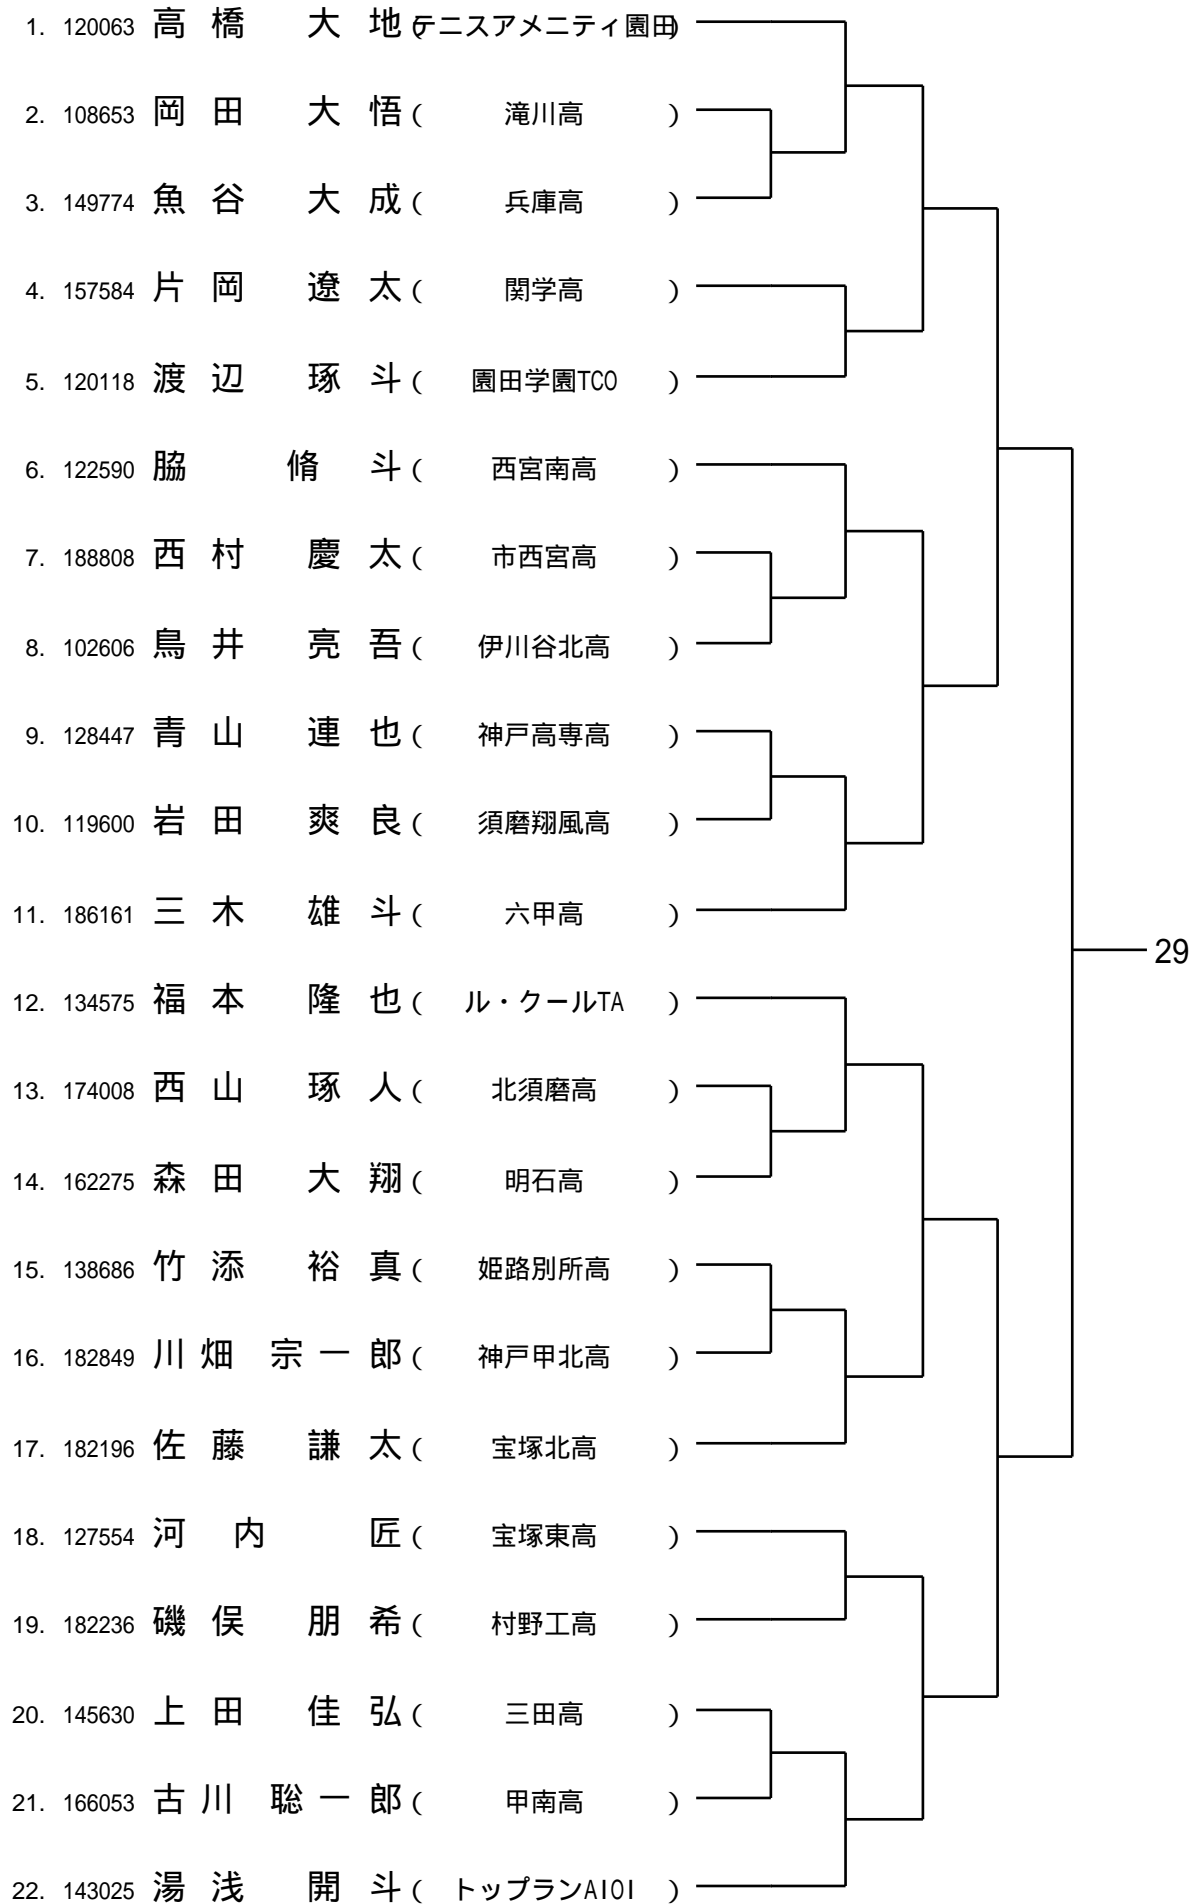 1. 120063 高橋 大地(テニスアメニティ園田)
2. 108653 岡田 大悟( 滝川高 )
3. 149774 魚谷 大成( 兵庫高 )
4. 157584 片岡 遼太( 関学高 )
5. 120118 渡辺 琢斗( 園田学園TCO )
6. 122590 脇 脩斗( 西宮南高 )
7. 188808 西村 慶太( 市西宮高 )
8. 102606 鳥井 亮吾( 伊川谷北高 )
9. 128447 青山 連也( 神戸高専高 )
10. 119600 岩田 爽良( 須磨翔風高 )
11. 186161 三木 雄斗( 六甲高 )
29
12. 134575 福本 隆也( ル・クールTA )
13. 174008 西山 琢人( 北須磨高 )
14. 162275 森田 大翔( 明石高 )
15. 138686 竹添 裕真( 姫路別所高 )
16. 182849 川畑 宗一郎( 神戸甲北高 )
17. 182196 佐藤 謙太( 宝塚北高 )
18. 127554 河内 匠( 宝塚東高 )
19. 182236 磯俣 朋希( 村野工高 )
20. 145630 上田 佳弘( 三田高 )
21. 166053 古川 聡一郎( 甲南高 )
22. 143025 湯浅 開斗( トップランAIOI )